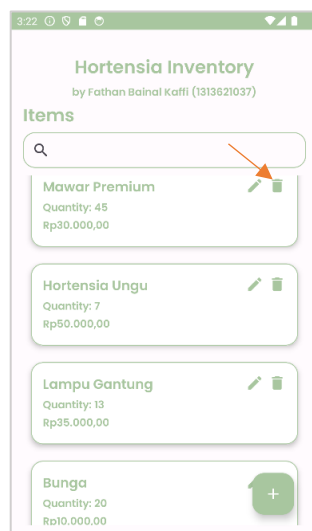 3:22
Hortensia Inventory
by Fathan Bainal Kaffi (1313621037)
Items
Mawar Premium
Quantity: 45
Rp30.000,00
Hortensia Ungu
Quantity: 7
Rp50.000,00
Lampu Gantung
Quantity: 13
Rp35.000,00
Bunga
Quantity: 20
Rp10.000,00
+